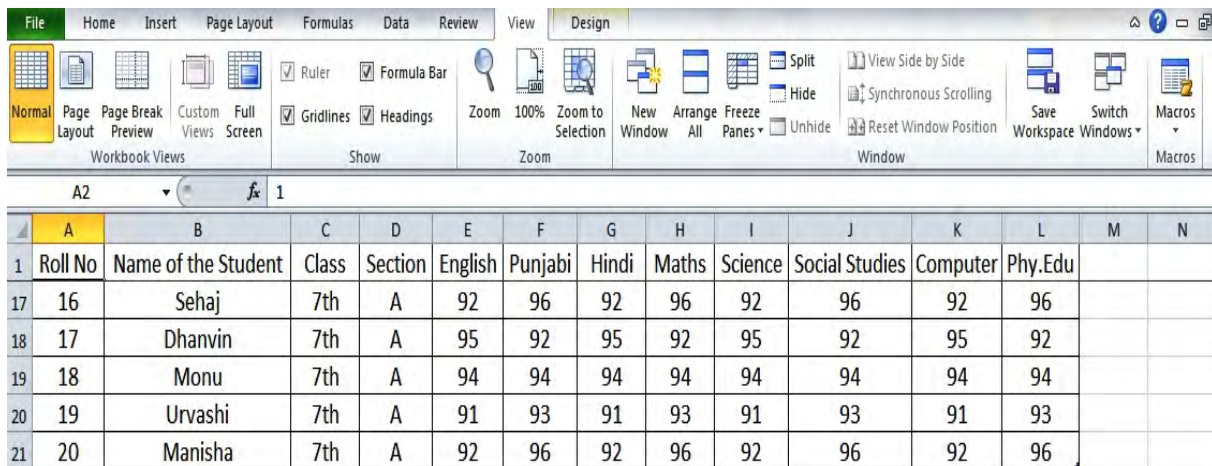 File Home Insert Page Layout Formulas Data Review View Design
Normal Page Layout Page Break Preview Custom Views Full Screen
Workbook Views
Ruler Formula Bar
Gridlines Headings
Show
Zoom 100% Zoom to Selection
Zoom
New Window Arrange All Freeze Panes
Split
Hide
Unhide
View Side by Side
Synchronous Scrolling
Reset Window Position
Save Workspace Switch Windows
Window
Macros
Macros
A2 fx 1
A B C D E F G H I J K L M N
1 Roll No Name of the Student Class Section English Punjabi Hindi Maths Science Social Studies Computer Phy.Edu
17 16 Sehaj 7th A 92 96 92 96 92 96 92 96
18 17 Dhanvin 7th A 95 92 95 92 95 92 95 92
19 18 Monu 7th A 94 94 94 94 94 94 94 94
20 19 Urvashi 7th A 91 93 91 93 91 93 91 93
21 20 Manisha 7th A 92 96 92 96 92 96 92 96